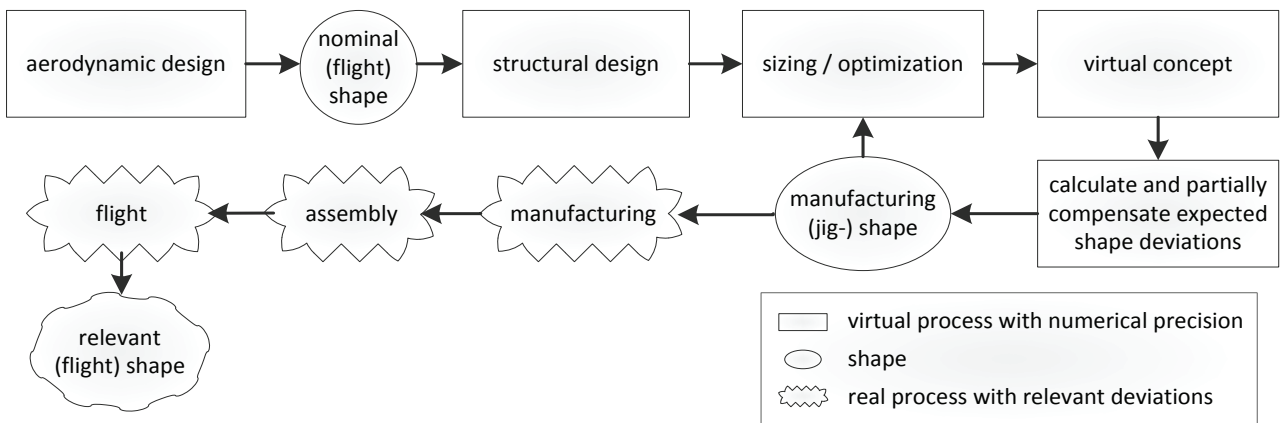 aerodynamic design
nominal
(flight)
shape
structural design
sizing / optimization
virtual concept
flight
assembly
manufacturing
manufacturing
(jig-) shape
calculate and partially
compensate expected
shape deviations
relevant
(flight) shape
virtual process with numerical precision
shape
real process with relevant deviations